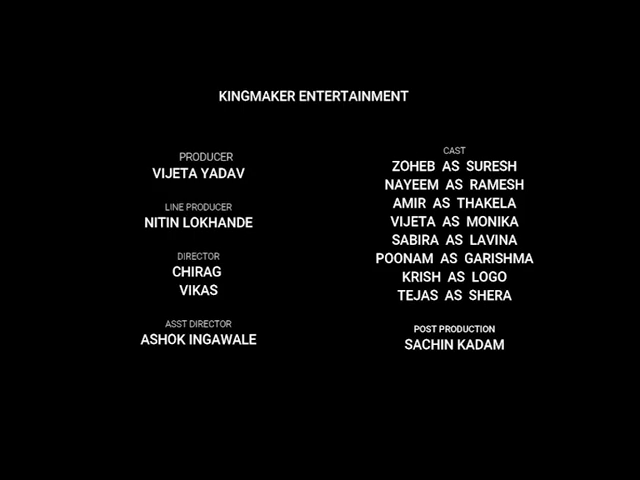 KINGMAKER ENTERTAINMENT
PRODUCER
VIJETA YADAV
LINE PRODUCER
NITIN LOKHANDE
DIRECTOR
CHIRAG
VIKAS
ASST DIRECTOR
ASHOK INGAWALE
CAST
ZOHEB AS SURESH
NAYEEM AS RAMESH
AMIR AS THAKELA
VIJETA AS MONIKA
SABIRA AS LAVINA
POONAM AS GARISHMA
KRISH AS LOGO
TEJAS AS SHERA
POST PRODUCTION
SACHIN KADAM